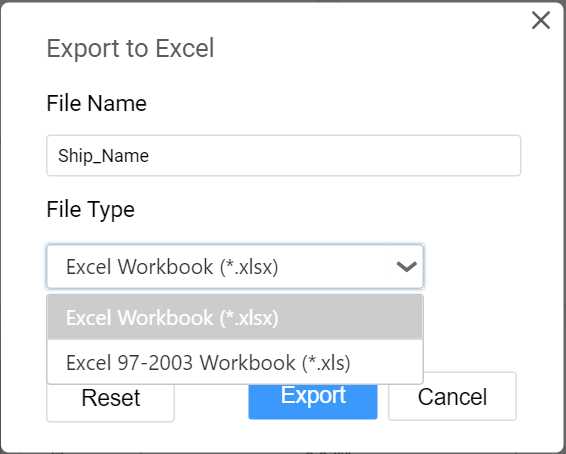 Export to Excel
File Name
Ship_Name
File Type
Excel Workbook (*.xlsx)
Excel Workbook (*.xlsx)
Excel 97-2003 Workbook (*.xls)
Reset Export Cancel